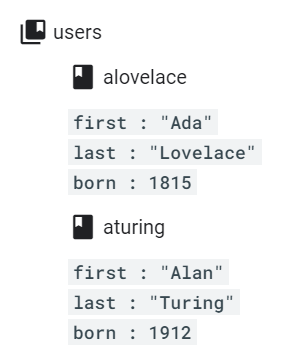 users
alovelace
first : "Ada"
last : "Lovelace"
born : 1815
aturing
first : "Alan"
last : "Turing"
born : 1912